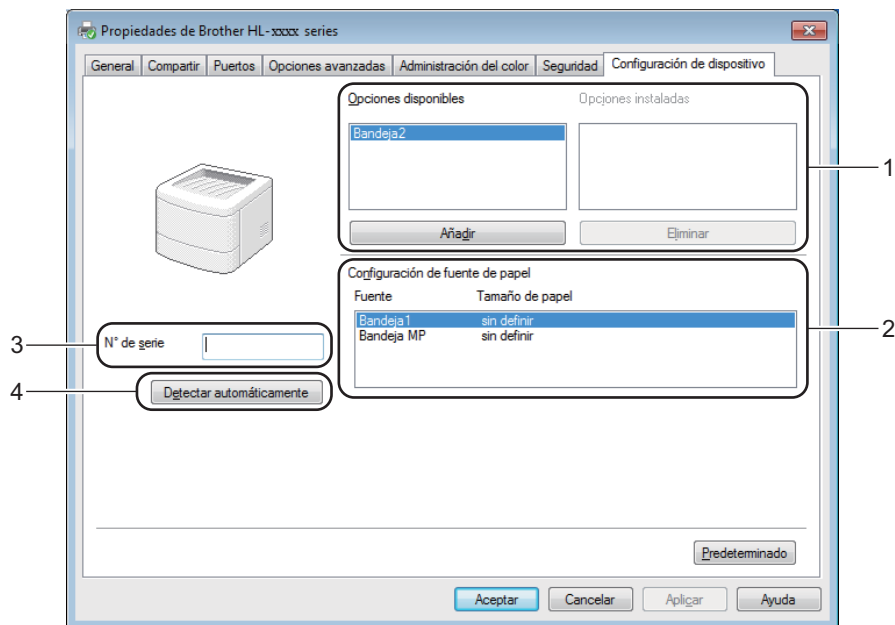 Propiedades de Brother HL-xxxx series
General Compartir Puertos Opciones avanzadas Administración del color Seguridad Configuración de dispositivo
Opciones disponibles Opciones instaladas
Bandeja2
1
Añadir Eliminar
Configuración de fuente de papel
Fuente Tamaño de papel
Bandeja1 sin definir
Bandeja MP sin definir
2
3
N° de serie
4
Detectar automáticamente
Predeterminado
Aceptar Cancelar Aplicar Ayuda